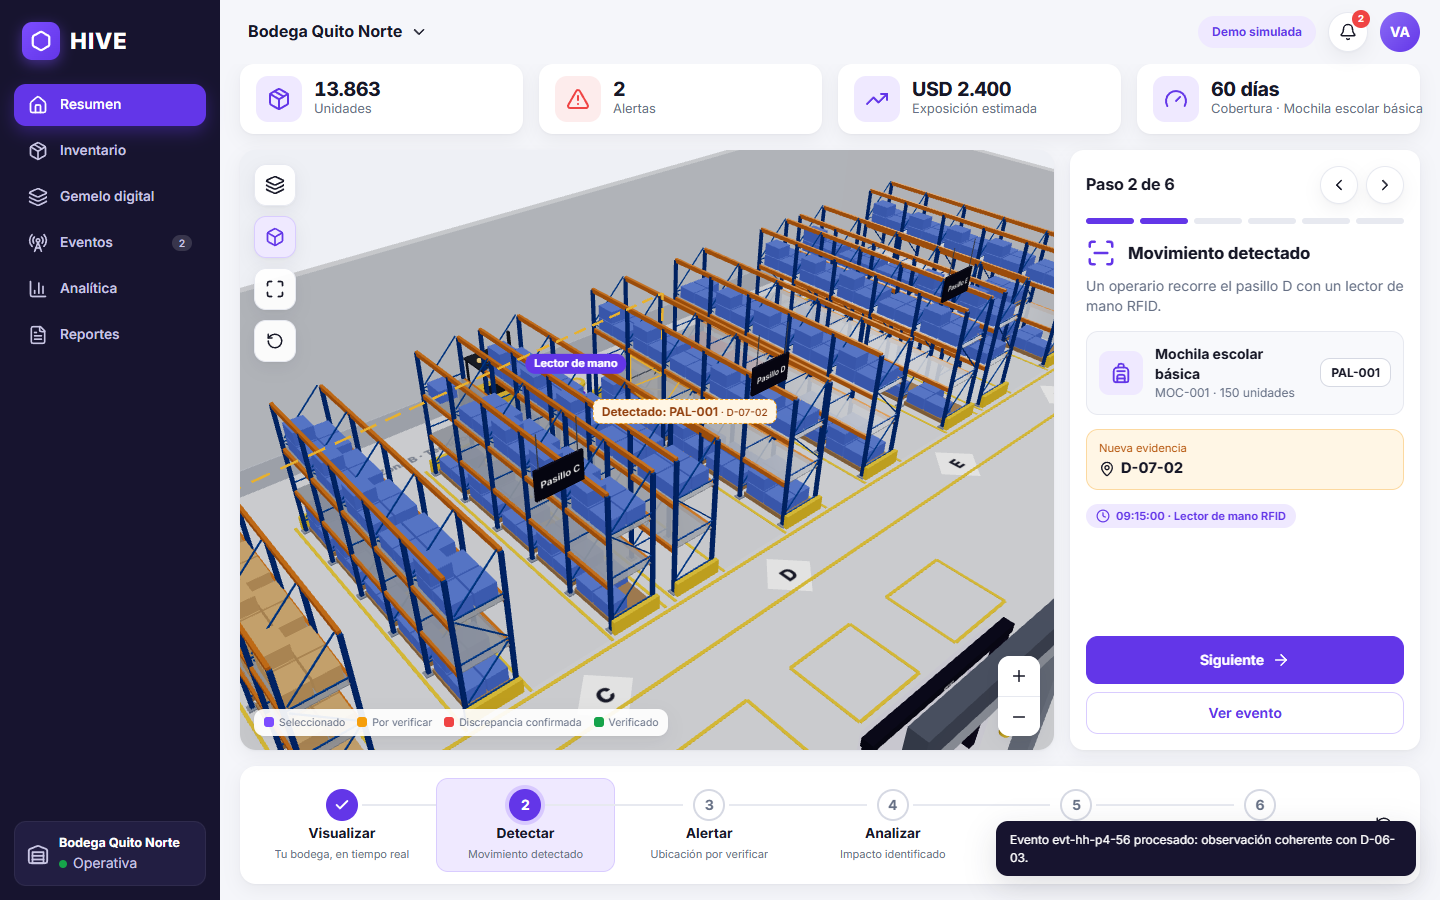 HIVE
Resumen
Inventario
Gemelo digital
Eventos
2
Analítica
Reportes
Bodega Quito Norte
Operativa
Bodega Quito Norte
Demo simulada
2
VA
13.863
Unidades
2
Alertas
USD 2.400
Exposición estimada
60 días
Cobertura · Mochila escolar básica
Pasillo E
Lector de mano
Pasillo D
Detectado: PAL-001 · D-07-02
Pasillo C
E
D
C
Seleccionado
Por verificar
Discrepancia confirmada
Verificado
+
−
Paso 2 de 6
Movimiento detectado
Un operario recorre el pasillo D con un lector de
mano RFID.
Mochila escolar
básica
MOC-001 · 150 unidades
PAL-001
Nueva evidencia
D-07-02
09:15:00 · Lector de mano RFID
Siguiente
Ver evento
Visualizar
Tu bodega, en tiempo real
2
Detectar
Movimiento detectado
3
Alertar
Ubicación por verificar
4
Analizar
Impacto identificado
5
6
Evento evt-hh-p4-56 procesado: observación coherente con D-06-
03.